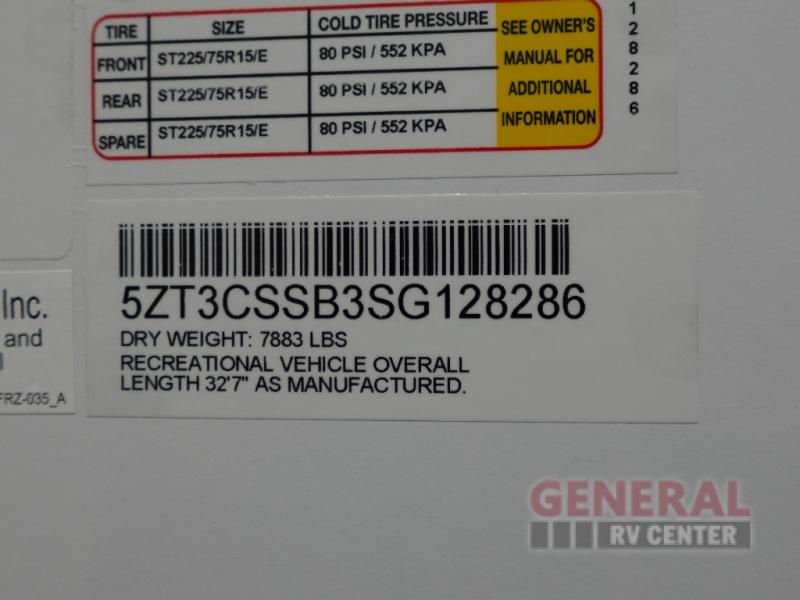 TIRE SIZE COLD TIRE PRESSURE SEE OWNER'S MANUAL FOR ADDITIONAL INFORMATION
FRONT ST225/75R15/E 80 PSI / 552 KPA
REAR ST225/75R15/E 80 PSI / 552 KPA
SPARE ST225/75R15/E 80 PSI / 552 KPA
1
2
8
2
8
6
5ZT3CSSB3SG128286
DRY WEIGHT: 7883 LBS
RECREATIONAL VEHICLE OVERALL
LENGTH 32'7" AS MANUFACTURED.
Inc.
and
FRZ-035_A
GENERAL
RV CENTER